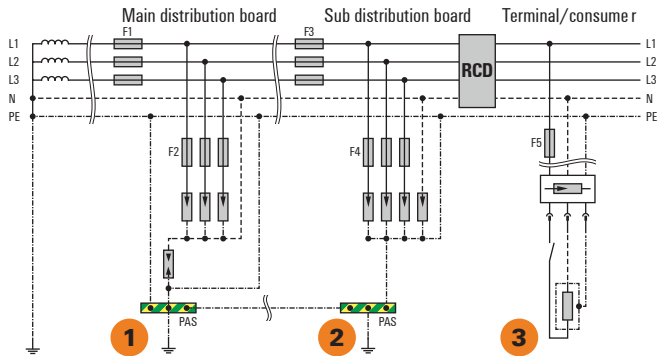 Main distribution board
Sub distribution board
Terminal/consumer
F1
F3
L1
L1
L2
L2
L3
L3
RCD
N
N
PE
PE
F2
F4
F5
PAS
PAS
1
2
3